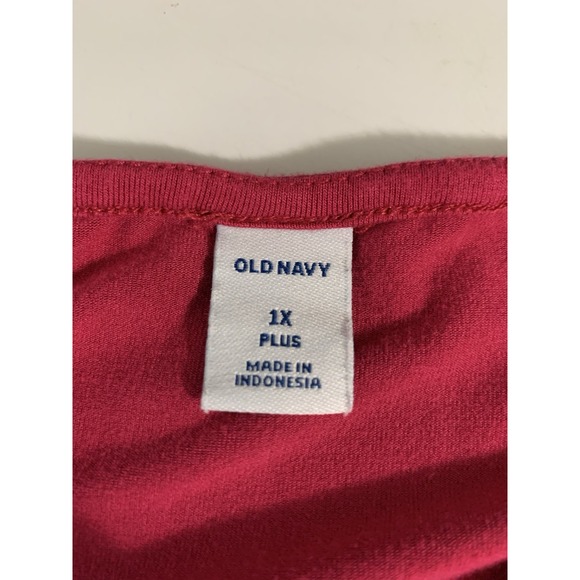 OLD NAVY
1X
PLUS
MADE IN
INDONESIA